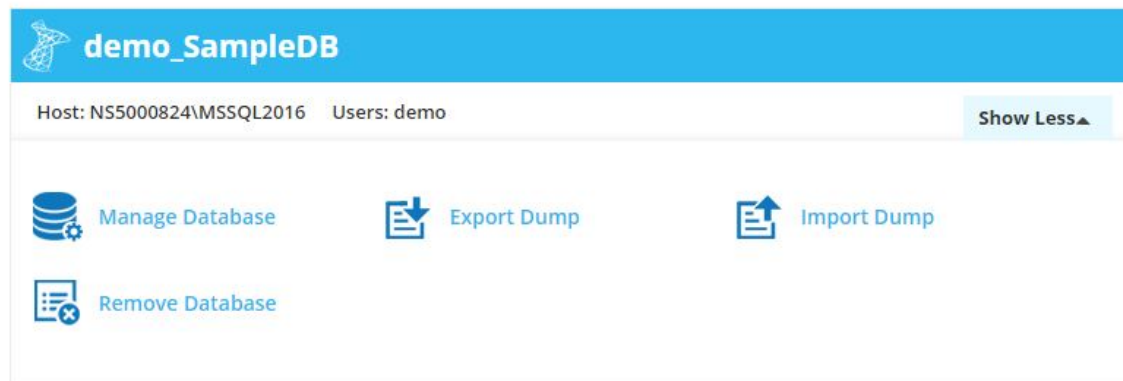 demo_SampleDB
Host: NS5000824\MSSQL2016 Users: demo
Show Less
Manage Database
Export Dump
Import Dump
Remove Database